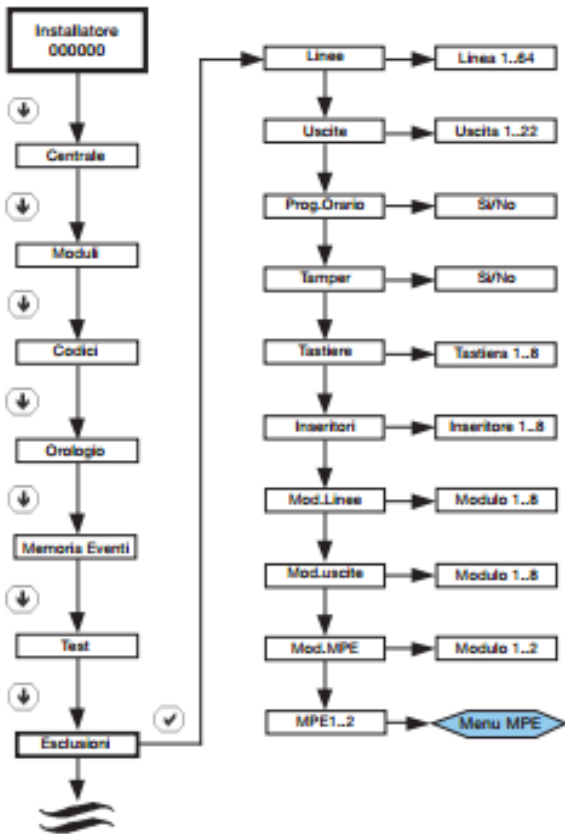 Installatore
000000
Centrale
Moduli
Codici
Orologio
Memoria Eventi
Test
Esclusioni
Linee
Linea 1..64
Uscite
Uscita 1..22
Prog.Orario
Si/No
Tamper
Si/No
Tastiere
Tastiera 1..8
Inseritori
Inseritore 1..8
Mod.Linee
Modulo 1..8
Mod.uscite
Modulo 1..8
Mod.MPE
Modulo 1..2
MPE1..2
Menu MPE